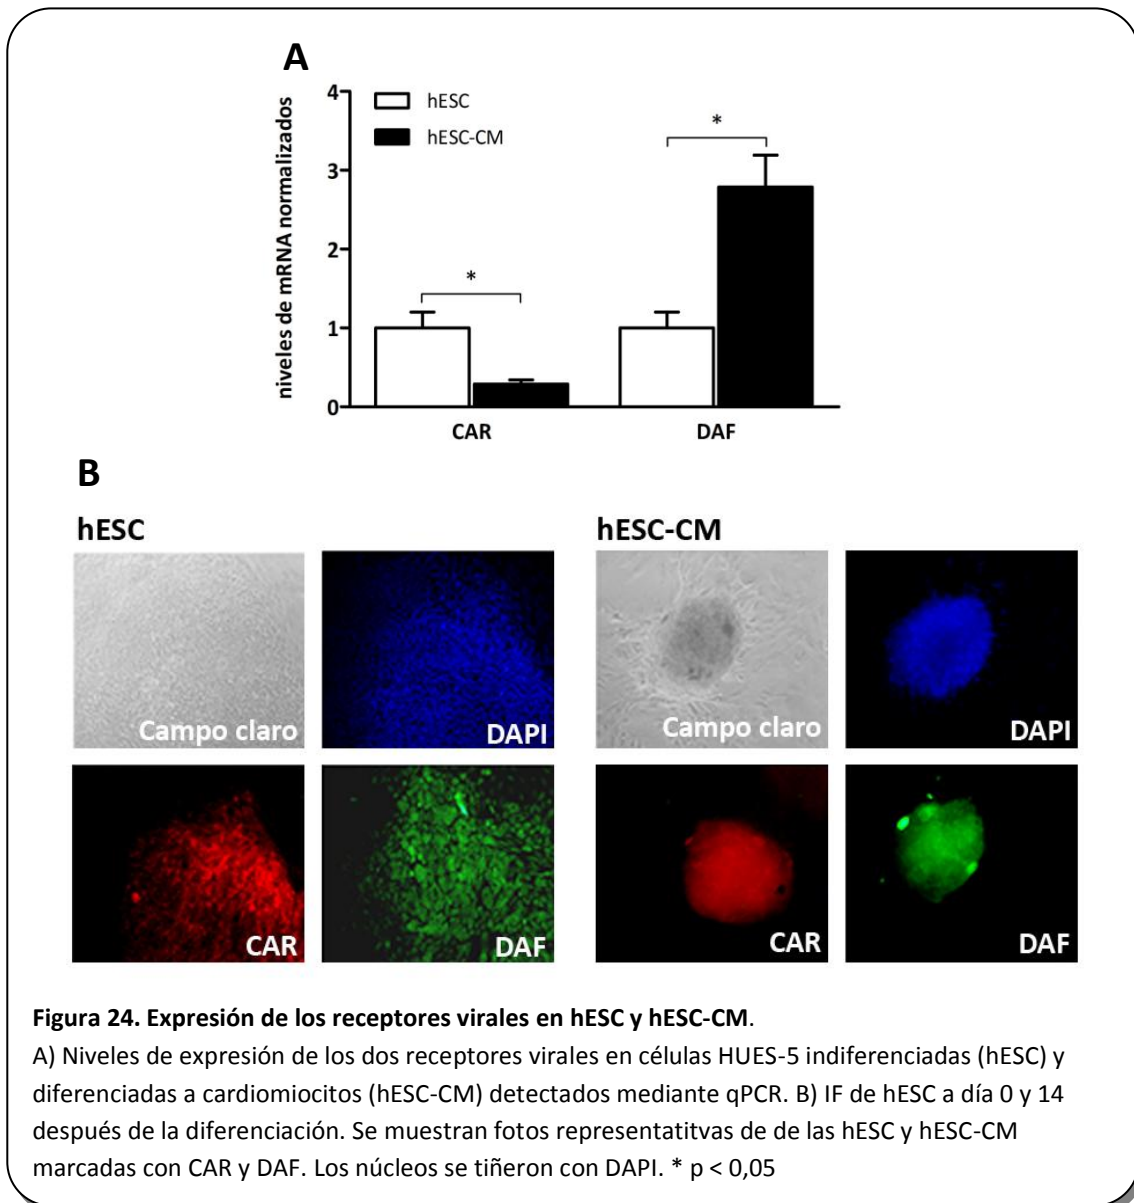 A
niveles de mRNA normalizados
4
3
2
1
0
hESC
hESC-CM
*
*
CAR
DAF
B
hESC
hESC-CM
Campo claro
DAPI
Campo claro
DAPI
CAR
DAF
CAR
DAF
Figura 24. Expresión de los receptores virales en hESC y hESC-CM.
A) Niveles de expresión de los dos receptores virales en células HUES-5 indiferenciadas (hESC) y
diferenciadas a cardiomiocitos (hESC-CM) detectados mediante qPCR. B) IF de hESC a día 0 y 14
después de la diferenciación. Se muestran fotos representatitvas de de las hESC y hESC-CM
marcadas con CAR y DAF. Los núcleos se tiñeron con DAPI. * p < 0,05